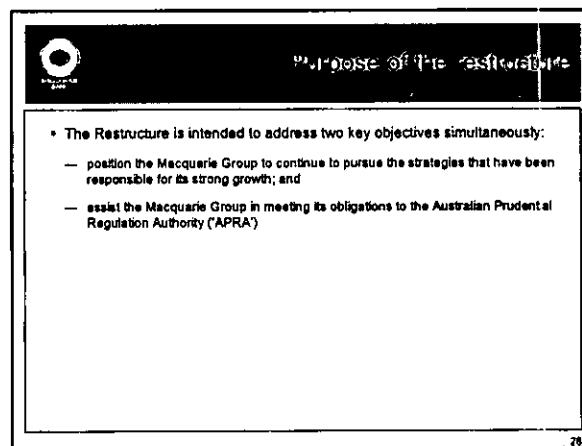 Purpose of the restructure
• The Restructure is intended to address two key objectives simultaneously:
— position the Macquarie Group to continue to pursue the strategies that have been
responsible for its strong growth; and
— assist the Macquarie Group in meeting its obligations to the Australian Prudental
Regulation Authority ('APRA')